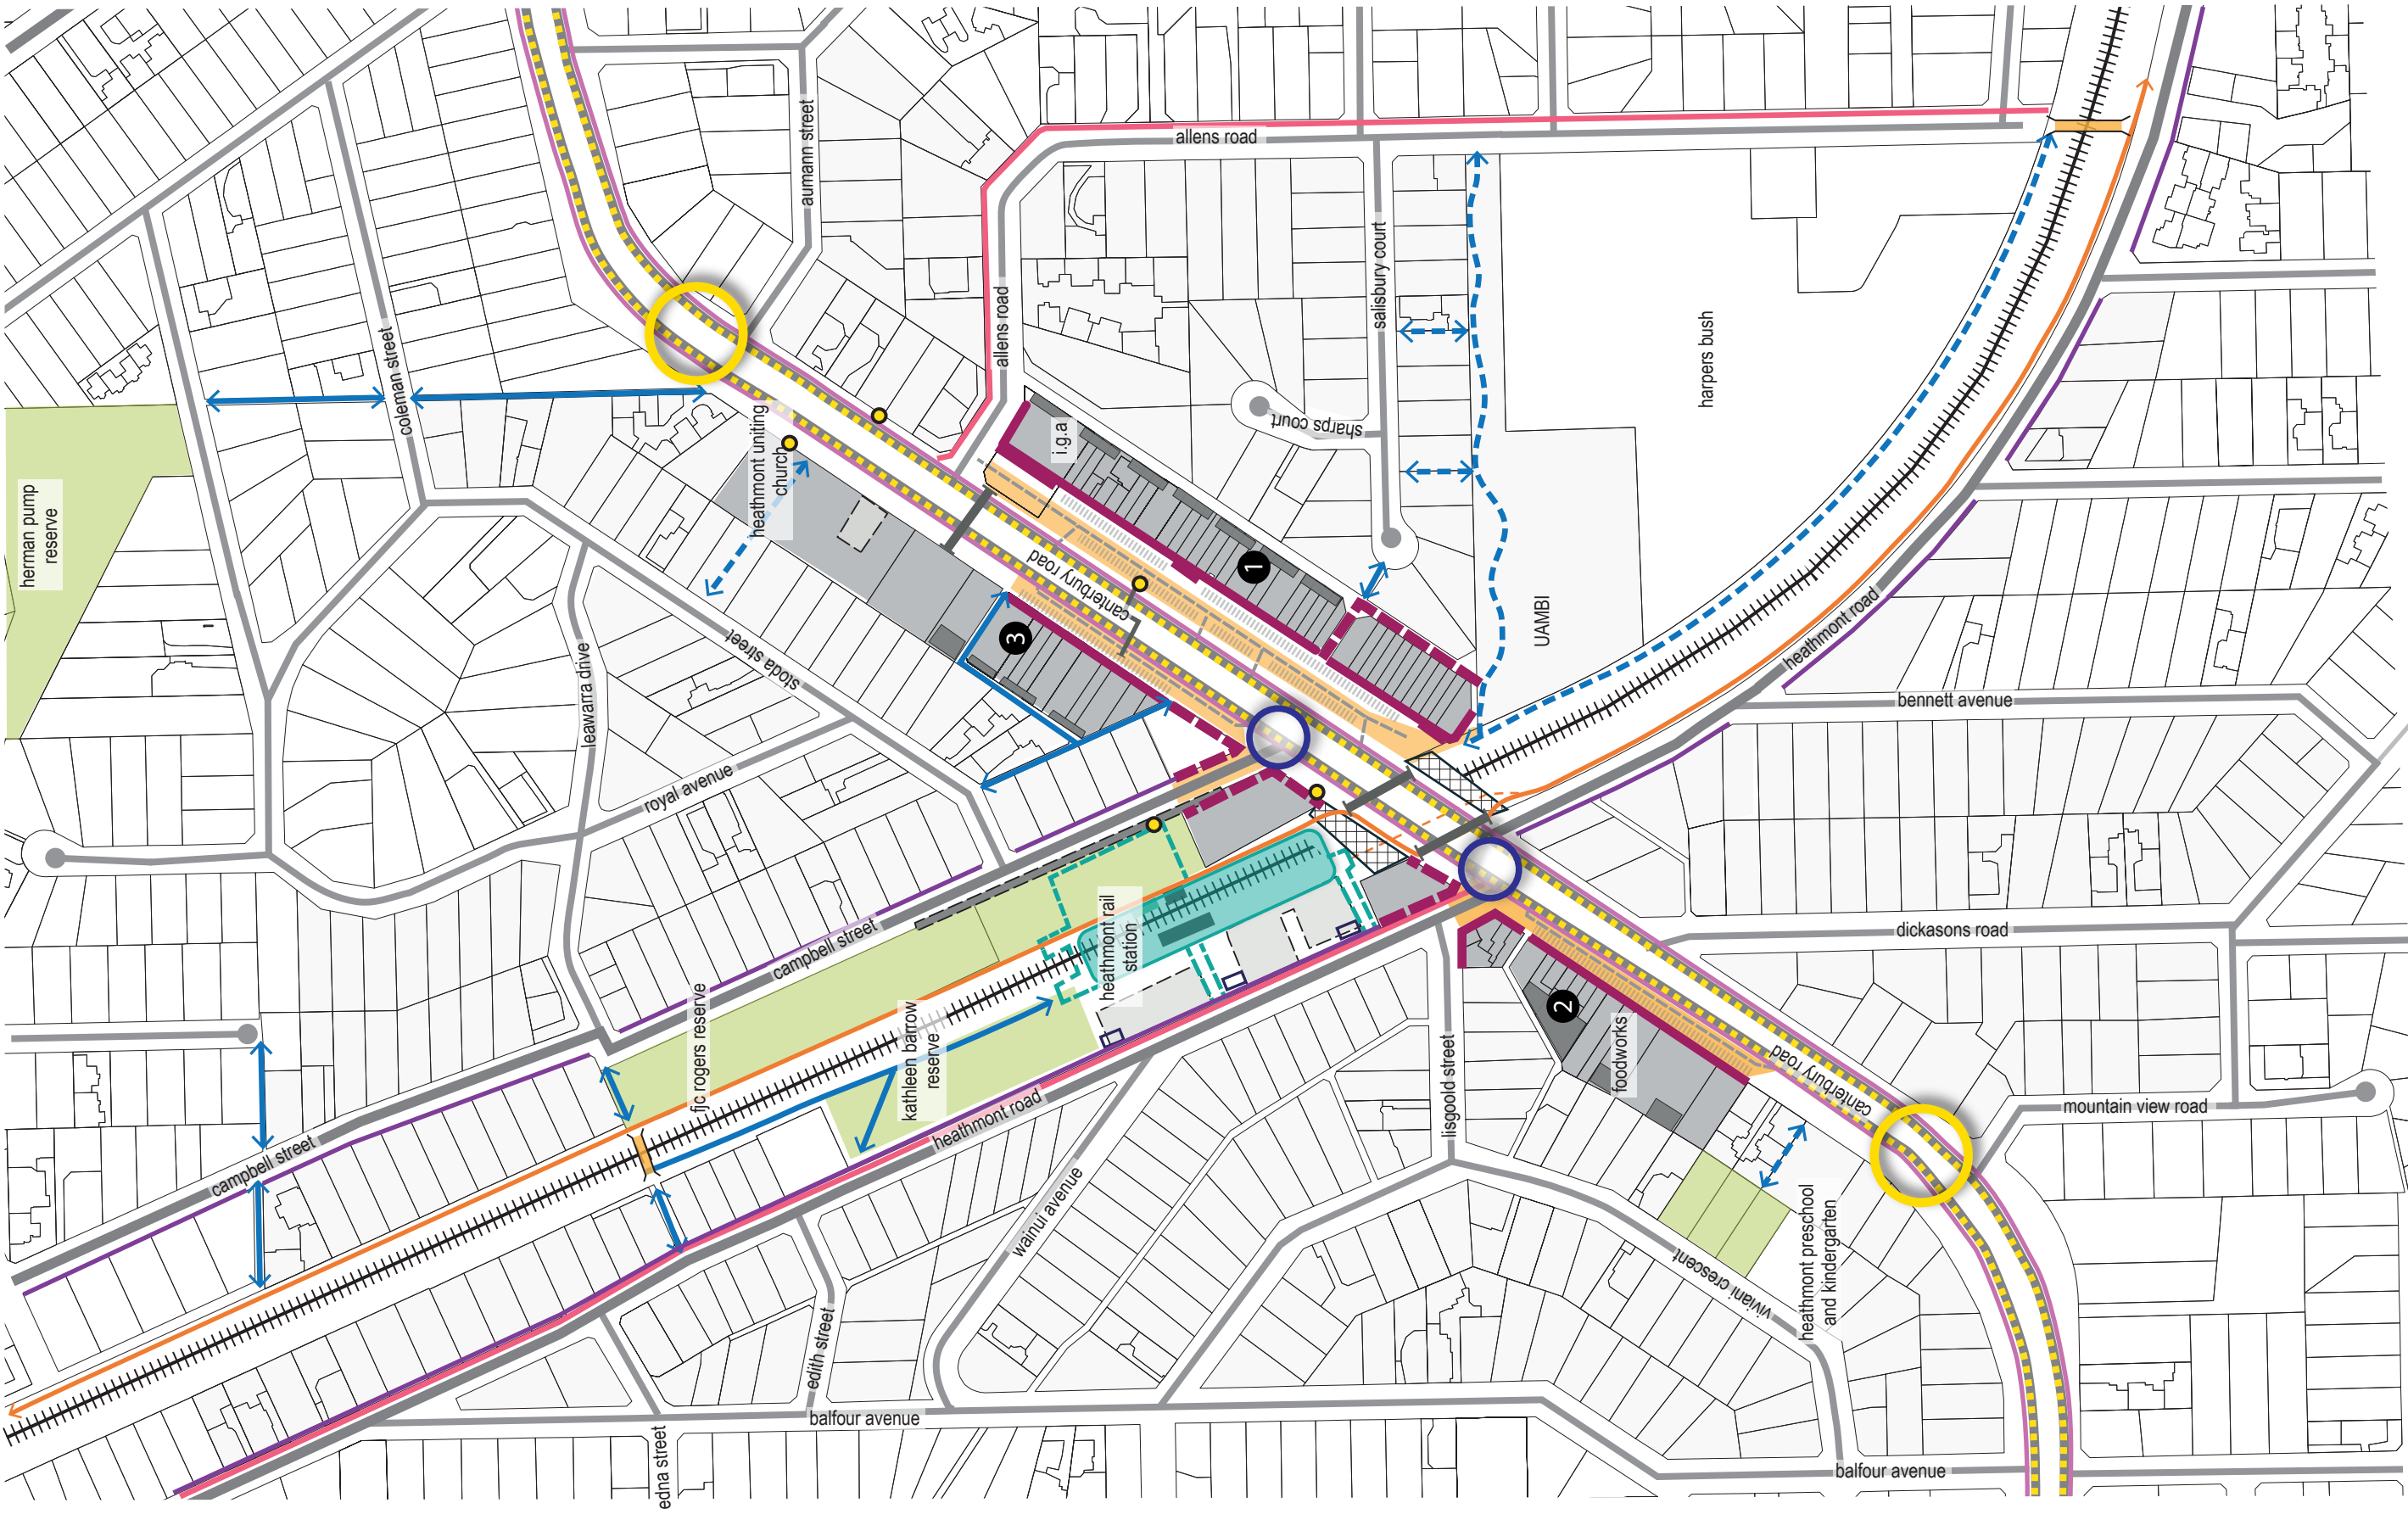 aumann street
allens road
allens road
salisbury court
sharps court
harpers bush
coleman street
heathmont uniting
church
i.g.a.
herman pump
reserve
canterbury road
1
3
UAMBI
stoda street
leawarra drive
heathmont road
bennett avenue
royal avenue
campbell street
heathmont rail
station
dickasons road
fjc rogers reserve
kathleen barrow
reserve
2
foodworks
canterbury road
mountain view road
lisgoold street
heathmont road
campbell street
wainui avenue
heathmont preschool
and kindergarten
viviani crescent
edith street
balfour avenue
edna street
balfour avenue